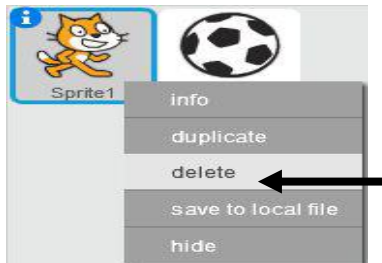 i
Sprite1
info
duplicate
delete
save to local file
hide